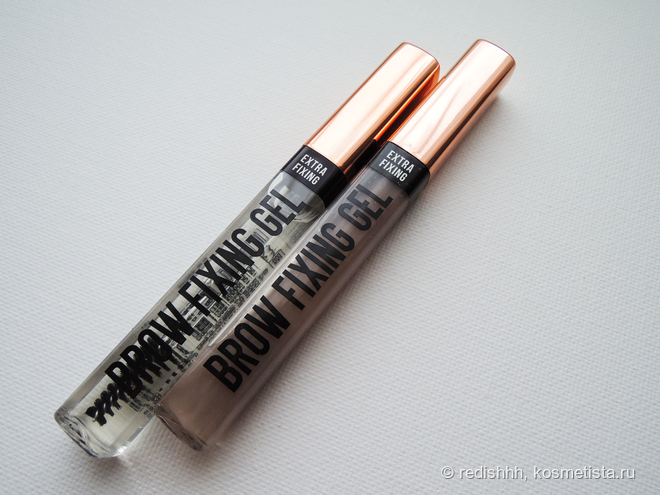 EXTRA
FIXING
BROW FIXING GEL
EXTRA
FIXING
BROW FIXING GEL
© redishhh, kosmetista.ru